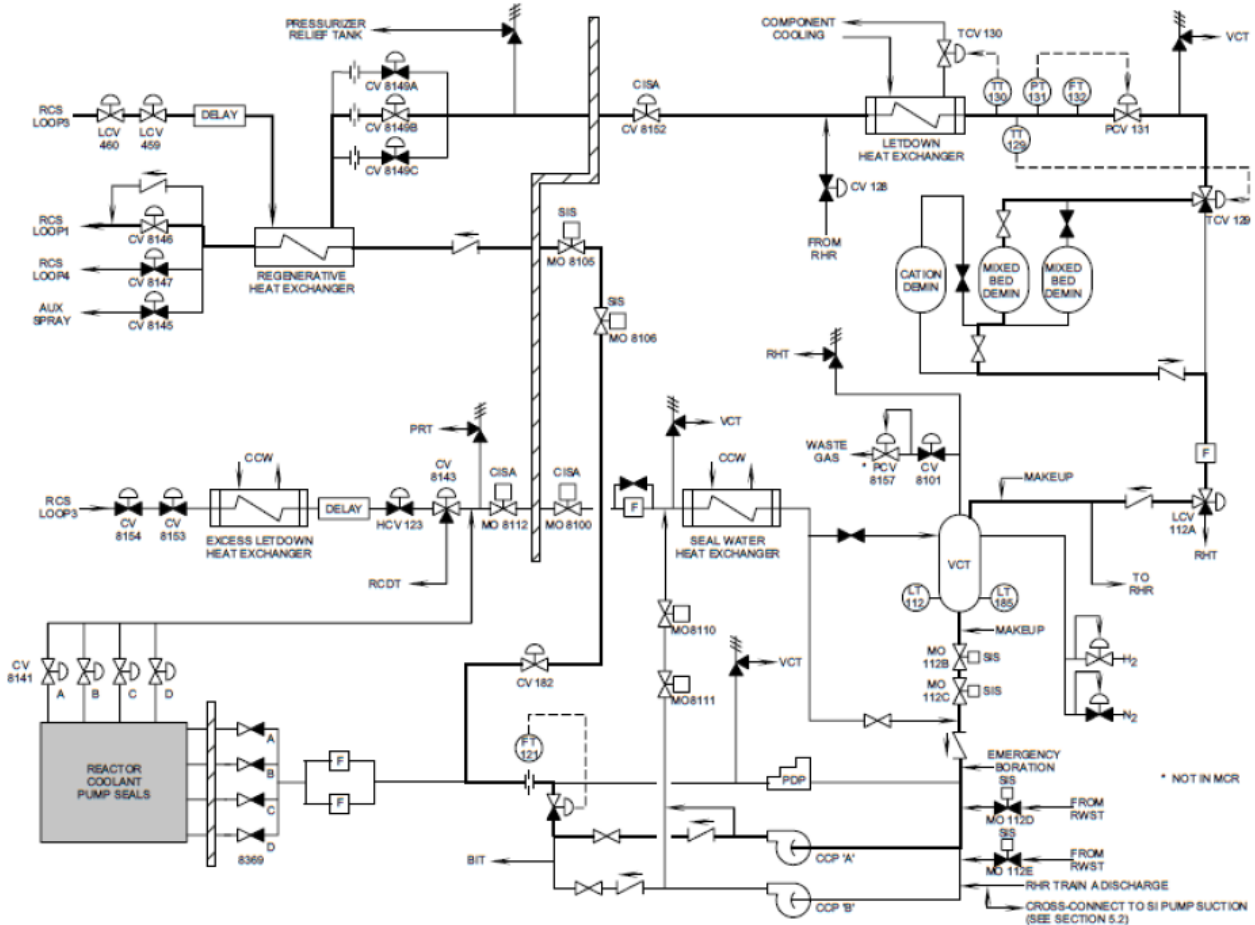 PRESSURIZER
RELIEF TANK
COMPONENT
COOLING
TCV 130
VCT
CV 8149A
CISA
TT
130
PT
131
FT
132
RCS
LOOP3
LCV
460
LCV
459
DELAY
CV 8149B
CV 8152
PCV 131
LETDOWN
HEAT EXCHANGER
TT
129
CV 8149C
CV 128
TCV 129
FROM
RHR
SIS
RCS
LOOP1
CV 8146
MO 8105
REGENERATIVE
HEAT EXCHANGER
RCS
LOOP4
CV 8147
CATION
DEMIN
MIXED
BED
DEMIN
MIXED
BED
DEMIN
AUX
SPRAY
CV 8145
SIS
MO 8106
RHT
PRT
VCT
WASTE
GAS
* PCV
8157
CV
8101
F
CCW
CV
8143
CISA
CISA
CCW
MAKEUP
RCS
LOOP3
CV
8154
CV
8153
EXCESS LETDOWN
HEAT EXCHANGER
DELAY
HCV 123
MO 8112
MO 8100
F
SEAL WATER
HEAT EXCHANGER
LCV
112A
RHT
RCDT
VCT
TO
RHR
LT
112
LT
185
MO8110
MAKEUP
CV
8141
A
B
C
D
CV 182
MO8111
VCT
MO
112B
SIS
MO
112C
SIS
H2
N2
REACTOR
COOLANT
PUMP SEALS
A
B
C
D
8369
F
F
FT
121
PDP
EMERGENCY
BORATION
* NOT IN MCR
SIS
MO 112D
FROM
RWST
SIS
MO 112E
FROM
RWST
BIT
CCP 'A'
CCP 'B'
RHR TRAIN A DISCHARGE
CROSS-CONNECT TO SI PUMP SUCTION
(SEE SECTION 5.2)